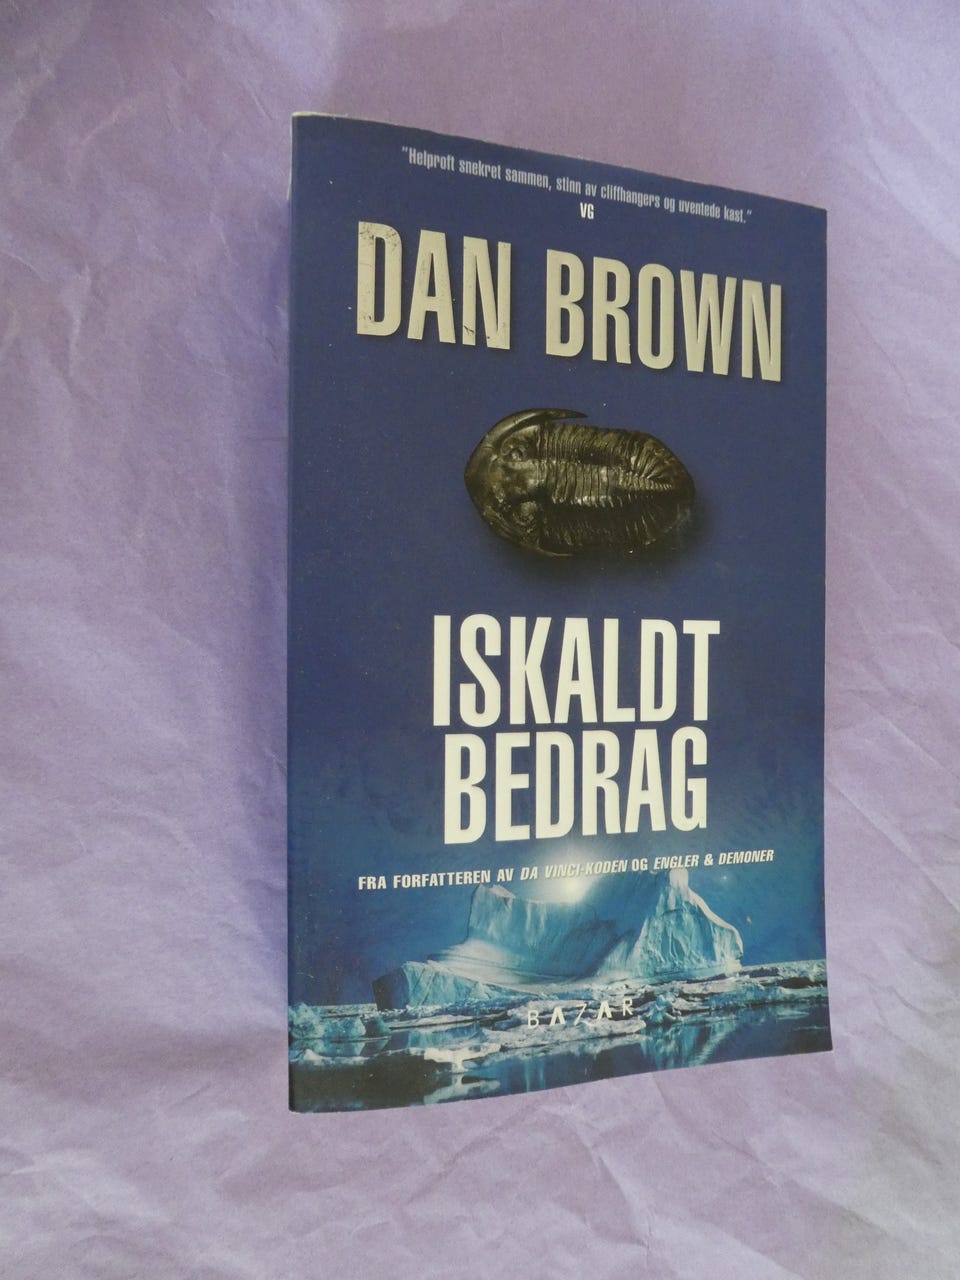 "Helproft snekret sammen, stinn av cliffhangers og uventede kast."
VG
DAN BROWN
ISKALDT
BEDRAG
FRA FORFATTEREN AV DA VINCI-KODEN OG ENGLER & DEMONER
BAZAR